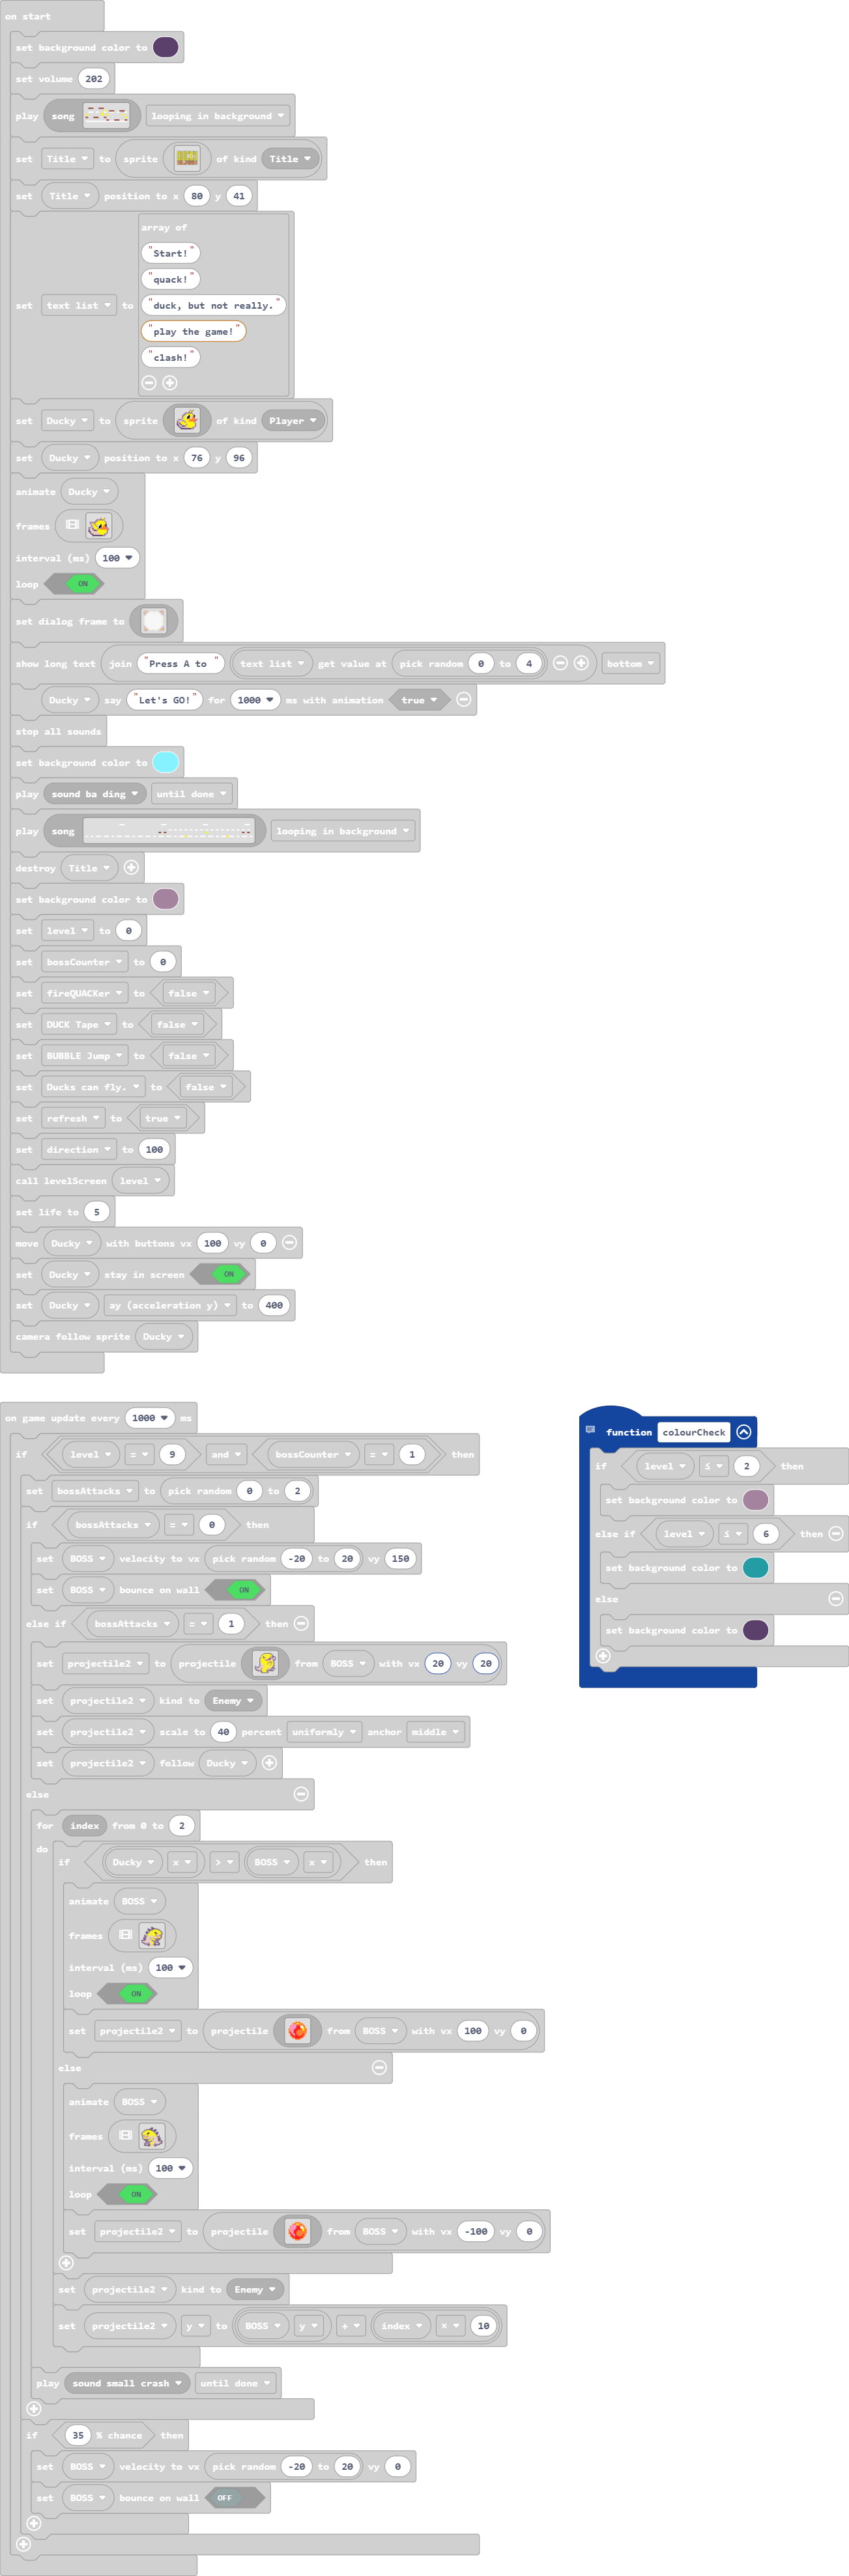 on start
set background color to
set volume 202
play song looping in background
set Title to sprite of kind Title
set Title position to x 80 y 41
array of
"Start!"
"quack!"
set text list to "duck, but not really."
"play the game!"
"clash!"
set Ducky to sprite of kind Player
set Ducky position to x 76 y 96
animate Ducky
frames
interval (ms) 100
loop ON
set dialog frame to
show long text join "Press A to " text list get value at pick random 0 to 4 bottom
Ducky say "Let's GO!" for 1000 ms with animation true
stop all sounds
set background color to
play sound ba ding until done
play song looping in background
destroy Title
set background color to
set level to 0
set bossCounter to 0
set fireQUACKer to false
set DUCK Tape to false
set BUBBLE Jump to false
set Ducks can fly. to false
set refresh to true
set direction to 100
call levelScreen level
set life to 5
move Ducky with buttons vx 100 vy 0
set Ducky stay in screen ON
set Ducky ay (acceleration y) to 400
camera follow sprite Ducky
on game update every 1000 ms
if level = 9 and bossCounter = 1 then
set bossAttacks to pick random 0 to 2
if bossAttacks = 0 then
set BOSS velocity to vx pick random -20 to 20 vy 150
set BOSS bounce on wall ON
else if bossAttacks = 1 then
set projectile2 to projectile from BOSS with vx 20 vy 20
set projectile2 kind to Enemy
set projectile2 scale to 40 percent uniformly anchor middle
set projectile2 follow Ducky
else
for index from 0 to 2
do
if Ducky x > BOSS x then
animate BOSS
frames
interval (ms) 100
loop ON
set projectile2 to projectile from BOSS with vx 100 vy 0
else
animate BOSS
frames
interval (ms) 100
loop ON
set projectile2 to projectile from BOSS with vx -100 vy 0
set projectile2 kind to Enemy
set projectile2 y to BOSS y + index × 10
play sound small crash until done
if 35 % chance then
set BOSS velocity to vx pick random -20 to 20 vy 0
set BOSS bounce on wall OFF
function colourCheck
if level ≤ 2 then
set background color to
else if level ≤ 6 then
set background color to
else
set background color to